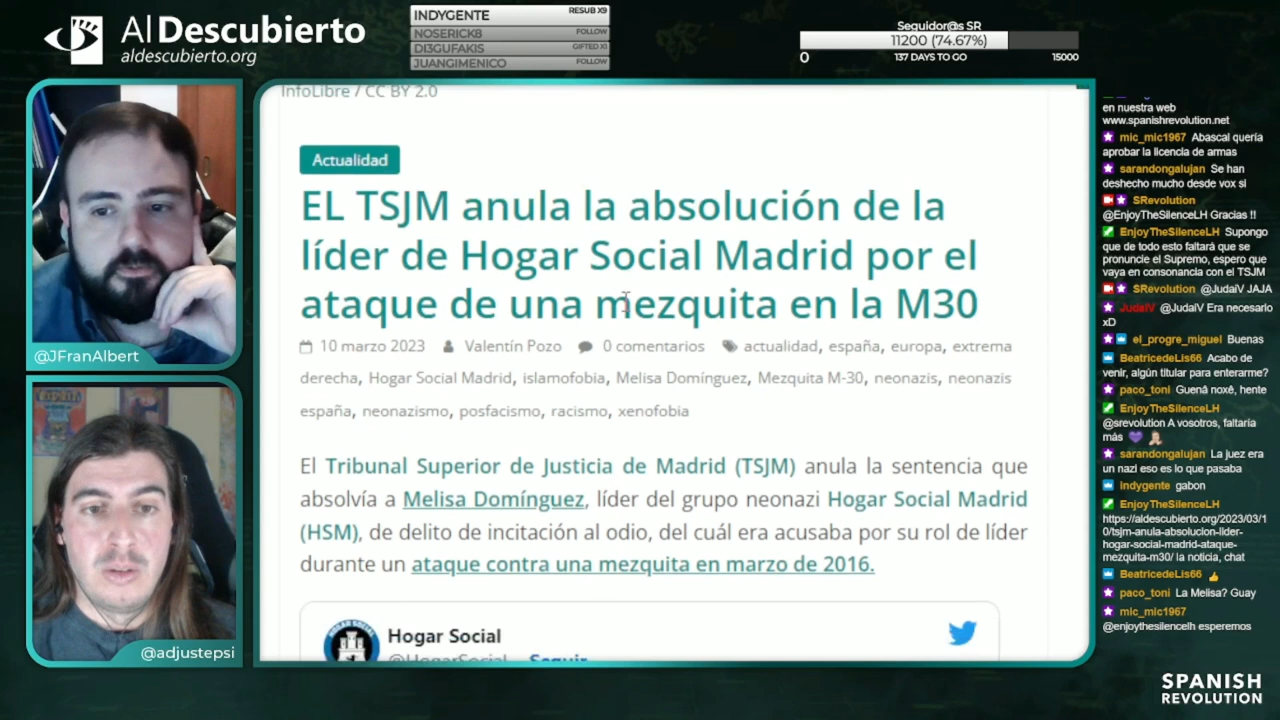 Al Descubierto
aldescubierto.org
INDYGENTE RESUB X9
NOSERICK8 FOLLOW
DI3GUFAKIS GIFTED X1
JUANGIMENICO FOLLOW
Seguidor@s SR
11200 (74.67%)
0 137 DAYS TO GO 15000
@JFranAlbert
@adjustepsi
InfoLibre / CC BY 2.0
Actualidad
EL TSJM anula la absolución de la
líder de Hogar Social Madrid por el
ataque de una mezquita en la M30
10 marzo 2023 Valentín Pozo 0 comentarios actualidad, españa, europa, extrema
derecha, Hogar Social Madrid, islamofobia, Melisa Domínguez, Mezquita M-30, neonazis, neonazis
españa, neonazismo, posfacismo, racismo, xenofobia
El Tribunal Superior de Justicia de Madrid (TSJM) anula la sentencia que
absolvía a Melisa Domínguez, líder del grupo neonazi Hogar Social Madrid
(HSM), de delito de incitación al odio, del cuál era acusaba por su rol de líder
durante un ataque contra una mezquita en marzo de 2016.
HOGAR SOCIAL
Hogar Social
@HogarSocial Seguir
en nuestra web
www.spanishrevolution.net
mic_mic1967 Abascal quería
aprobar la licencia de armas
sarandongalujan Se han
deshecho mucho desde vox si
SRevolution
@EnjoyTheSilenceLH Gracias !!
EnjoyTheSilenceLH Supongo
que de todo esto faltará que se
pronuncie el Supremo, espero que
vaya en consonancia con el TSJM
SRevolution @JudaiV JAJA
JudaiV @JudaiV Era necesario
xD
el_progre_miguel Buenas
BeatricedeLis66 Acabo de
venir, algún titular para enterarme?
paco_toni Guenâ noxê, hente
EnjoyTheSilenceLH
@srevolution A vosotros, faltaría
más
sarandongalujan La juez era
un nazi eso es lo que pasaba
Indygente gabon
EnjoyTheSilenceLH
https://aldescubierto.org/2023/03/1
0/tsjm-anula-absolucion-lider-
hogar-social-madrid-ataque-
mezquita-m30/ la noticia, chat
BeatricedeLis66
paco_toni La Melisa? Guay
mic_mic1967
@enjoythesilencelh esperemos
SPANISH
REVOLUTION